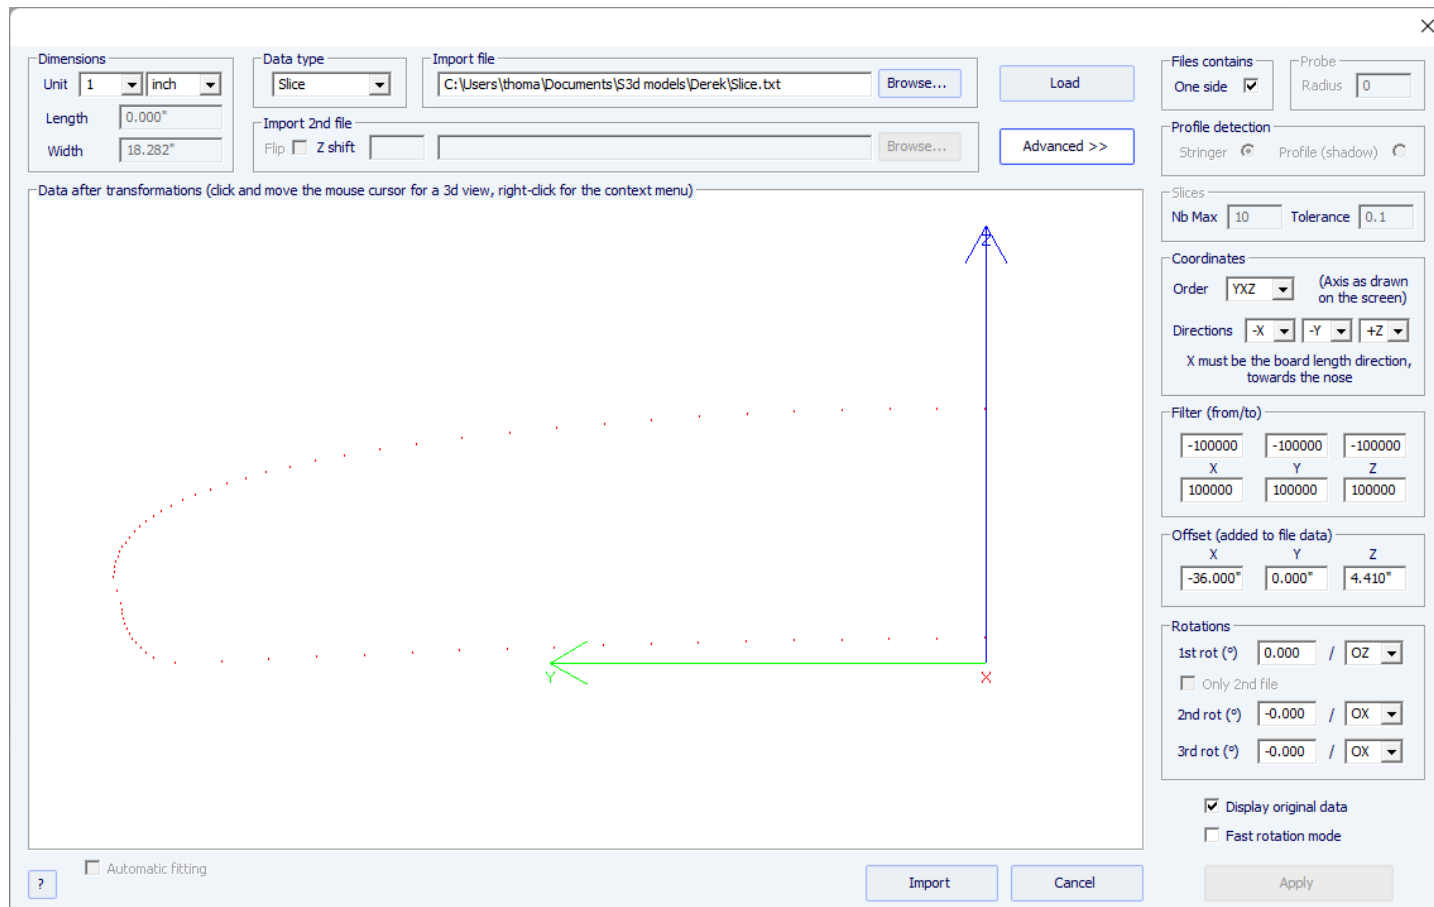 Dimensions
Unit 1 inch
Length 0.000"
Width 18.282"
Data type
Slice
Import file
C:\Users\thoma\Documents\S3d models\Derek\Slice.txt Browse...
Import 2nd file
Flip Z shift Browse...
Load
Advanced >>
Files contains
One side
Probe
Radius 0
Profile detection
Stringer Profile (shadow)
Slices
Nb Max 10 Tolerance 0.1
Coordinates
Order YXZ (Axis as drawn
on the screen)
Directions -X -Y +Z
X must be the board length direction,
towards the nose
Filter (from/to)
-100000 -100000 -100000
X Y Z
100000 100000 100000
Offset (added to file data)
X Y Z
-36.000" 0.000" 4.410"
Rotations
1st rot (º) 0.000 / OZ
Only 2nd file
2nd rot (º) -0.000 / OX
3rd rot (º) -0.000 / OX
Display original data
Fast rotation mode
Apply
Data after transformations (click and move the mouse cursor for a 3d view, right-click for the context menu)
Z
Y
X
Automatic fitting
?
Import
Cancel